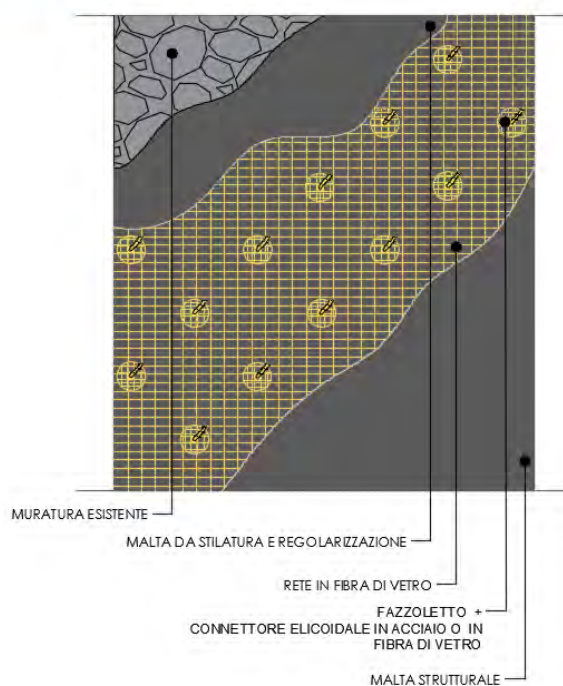 MURATURA ESISTENTE
MALTA DA STILATURA E REGOLARIZZAZIONE
RETE IN FIBRA DI VETRO
FAZZOLETTO +
CONNETTORE ELICOIDALE IN ACCIAIO O IN
FIBRA DI VETRO
MALTA STRUTTURALE